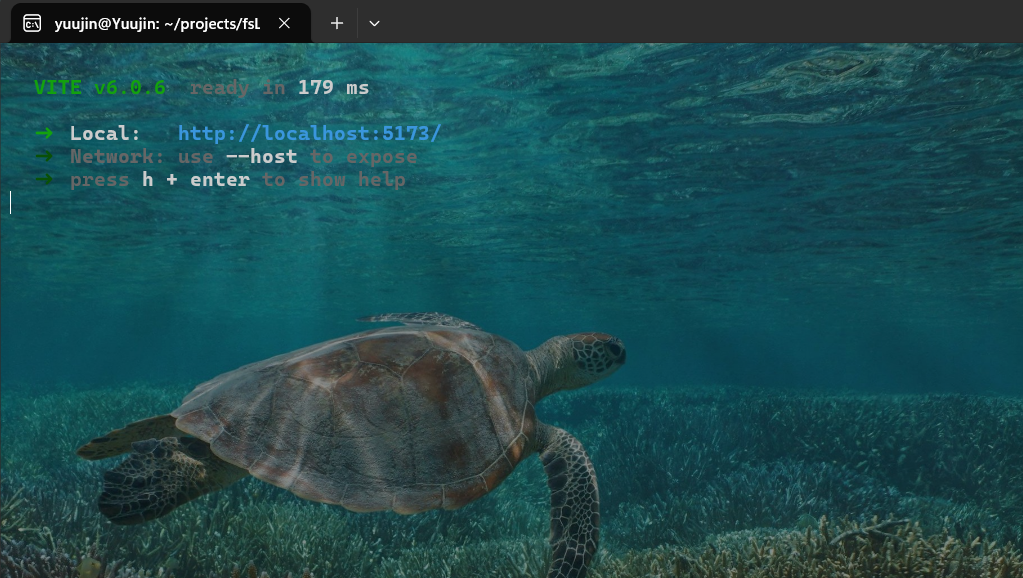 yuujin@Yuujin: ~/projects/fsl
VITE v6.0.6 ready in 179 ms
➜ Local: http://localhost:5173/
➜ Network: use --host to expose
➜ press h + enter to show help